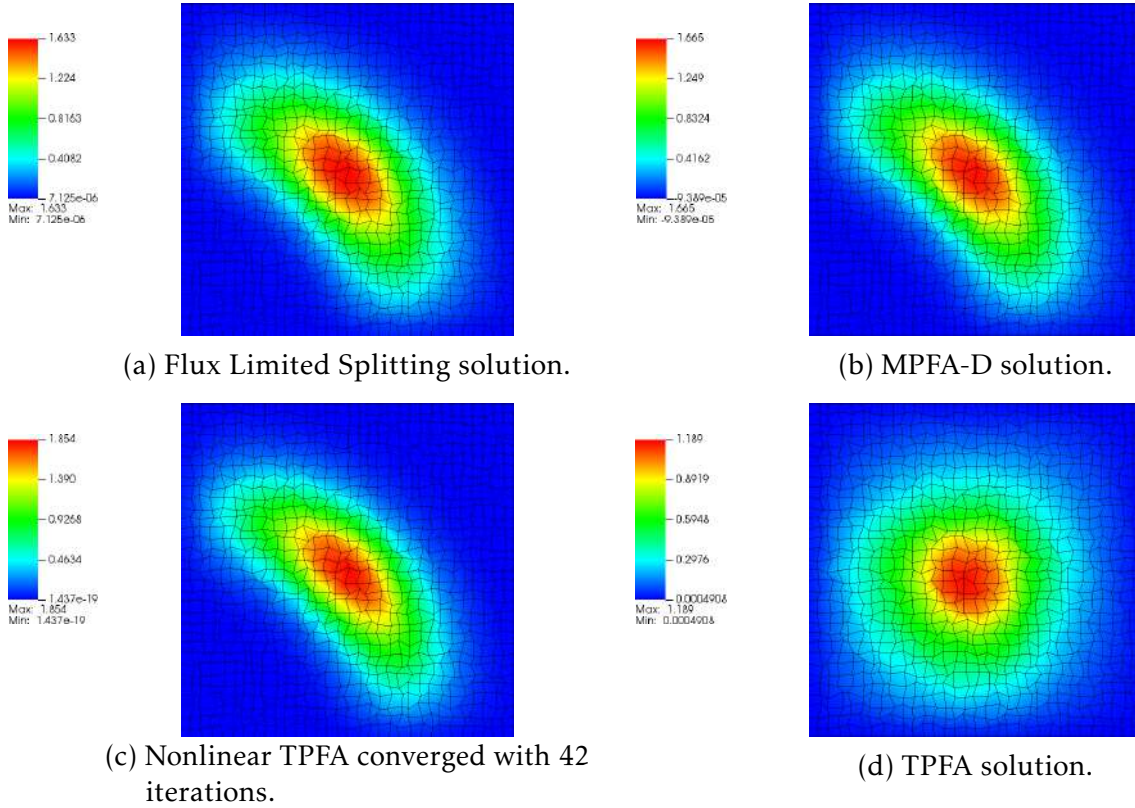 1.633
1.224
0.8163
0.4082
7.125e-06
Max: 1.633
Min: 7.125e-06
(a) Flux Limited Splitting solution.
1.665
1.249
0.8324
0.4162
-9.389e-05
Max: 1.665
Min: -9.389e-05
(b) MPFA-D solution.
1.854
1.390
0.9268
0.4634
1.437e-19
Max: 1.854
Min: 1.437e-19
(c) Nonlinear TPFA converged with 42
iterations.
1.189
0.8919
0.5948
0.2976
0.0004908
Max: 1.189
Min: 0.0004908
(d) TPFA solution.